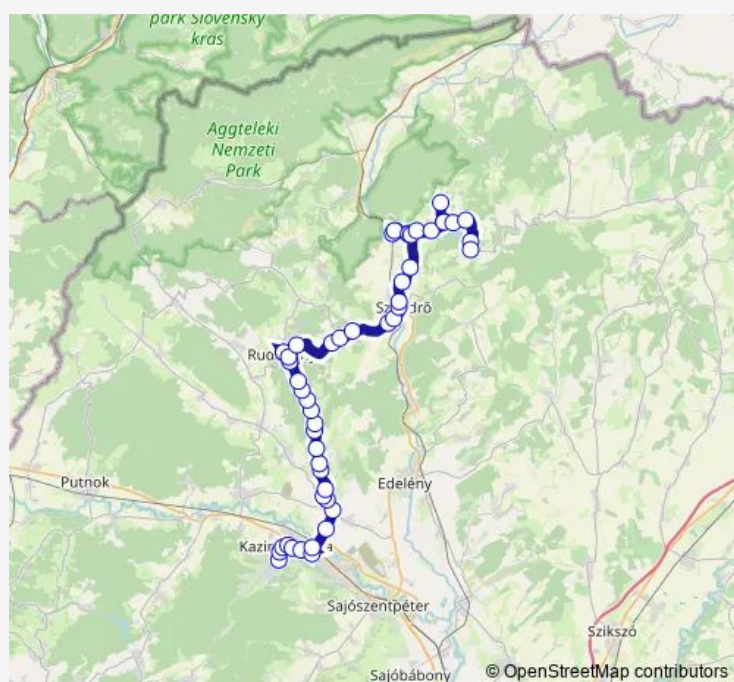 park Slovenský
kras
Aggteleki
Nemzeti
Park
Putnok
Edelény
Sajószentpéter
Szikszó
Sajóbábony
© OpenStreetMap contributors